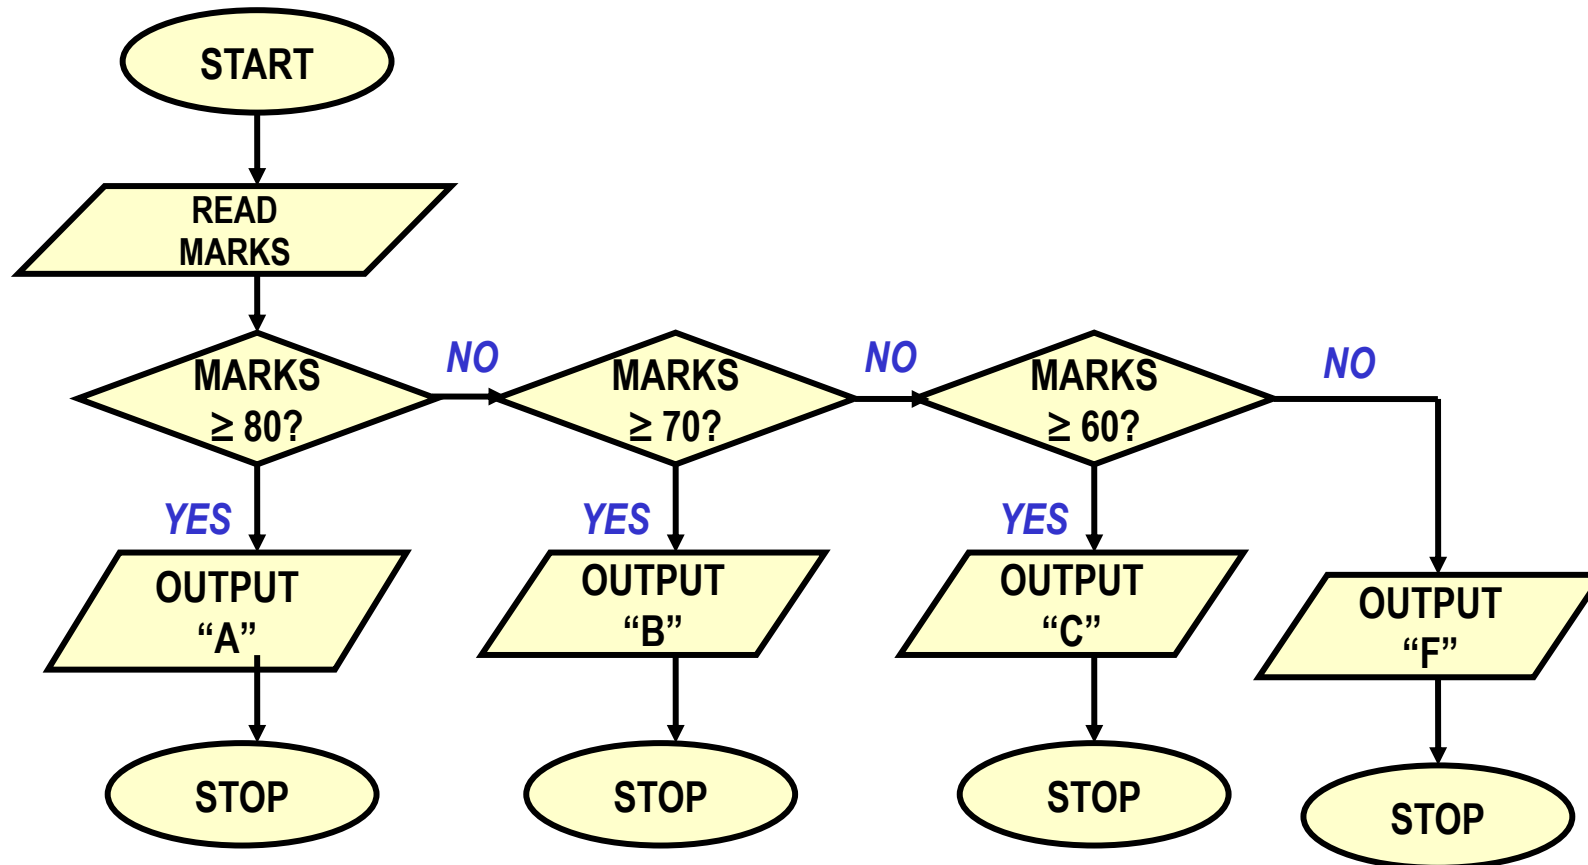 START
READ
MARKS
MARKS
≥ 80?
NO
MARKS
≥ 70?
NO
MARKS
≥ 60?
NO
YES
OUTPUT
“A”
YES
OUTPUT
“B”
YES
OUTPUT
“C”
OUTPUT
“F”
STOP
STOP
STOP
STOP